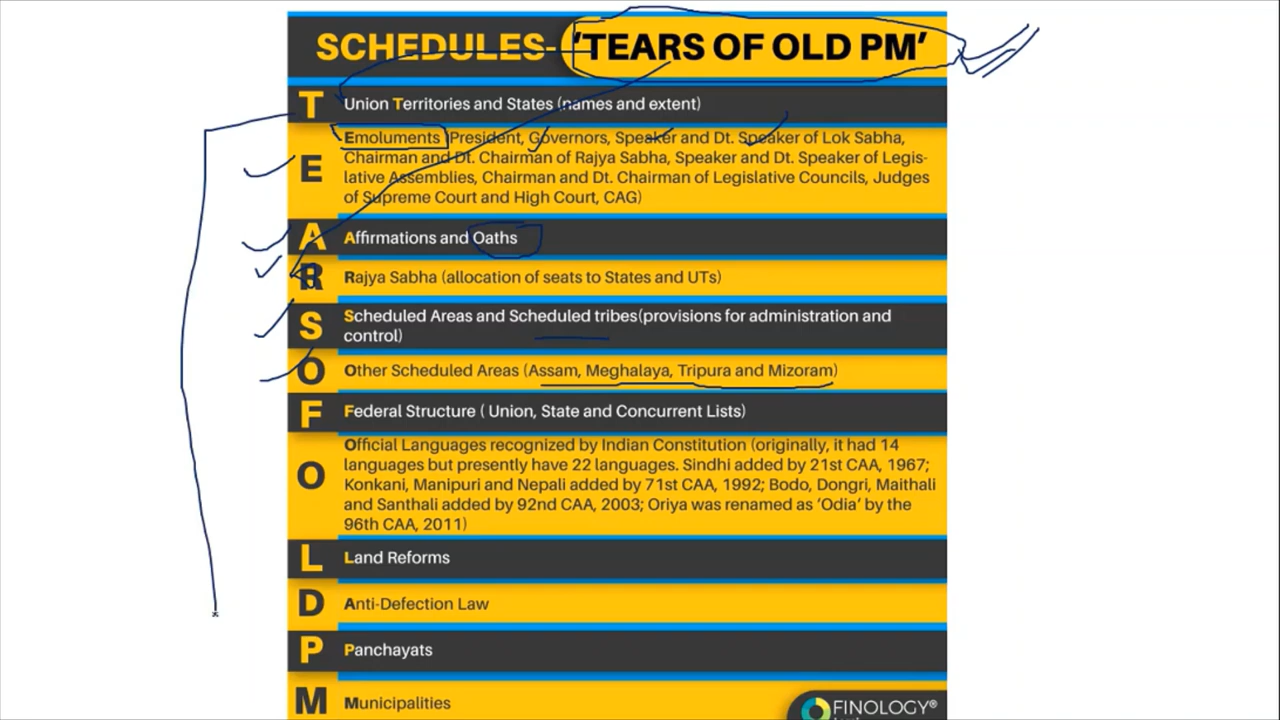 SCHEDULES- 'TEARS OF OLD PM'
T
Union Territories and States (names and extent)
E
Emoluments (President, Governors, Speaker and Dt. Speaker of Lok Sabha,
Chairman and Dt. Chairman of Rajya Sabha, Speaker and Dt. Speaker of Legis-
lative Assemblies, Chairman and Dt. Chairman of Legislative Councils, Judges
of Supreme Court and High Court, CAG)
A
Affirmations and Oaths
R
Rajya Sabha (allocation of seats to States and UTs)
S
Scheduled Areas and Scheduled tribes(provisions for administration and
control)
O
Other Scheduled Areas (Assam, Meghalaya, Tripura and Mizoram)
F
Federal Structure ( Union, State and Concurrent Lists)
O
Official Languages recognized by Indian Constitution (originally, it had 14
languages but presently have 22 languages. Sindhi added by 21st CAA, 1967;
Konkani, Manipuri and Nepali added by 71st CAA, 1992; Bodo, Dongri, Maithali
and Santhali added by 92nd CAA, 2003; Oriya was renamed as 'Odia' by the
96th CAA, 2011)
L
Land Reforms
D
Anti-Defection Law
P
Panchayats
M
Municipalities
FINOLOGY®